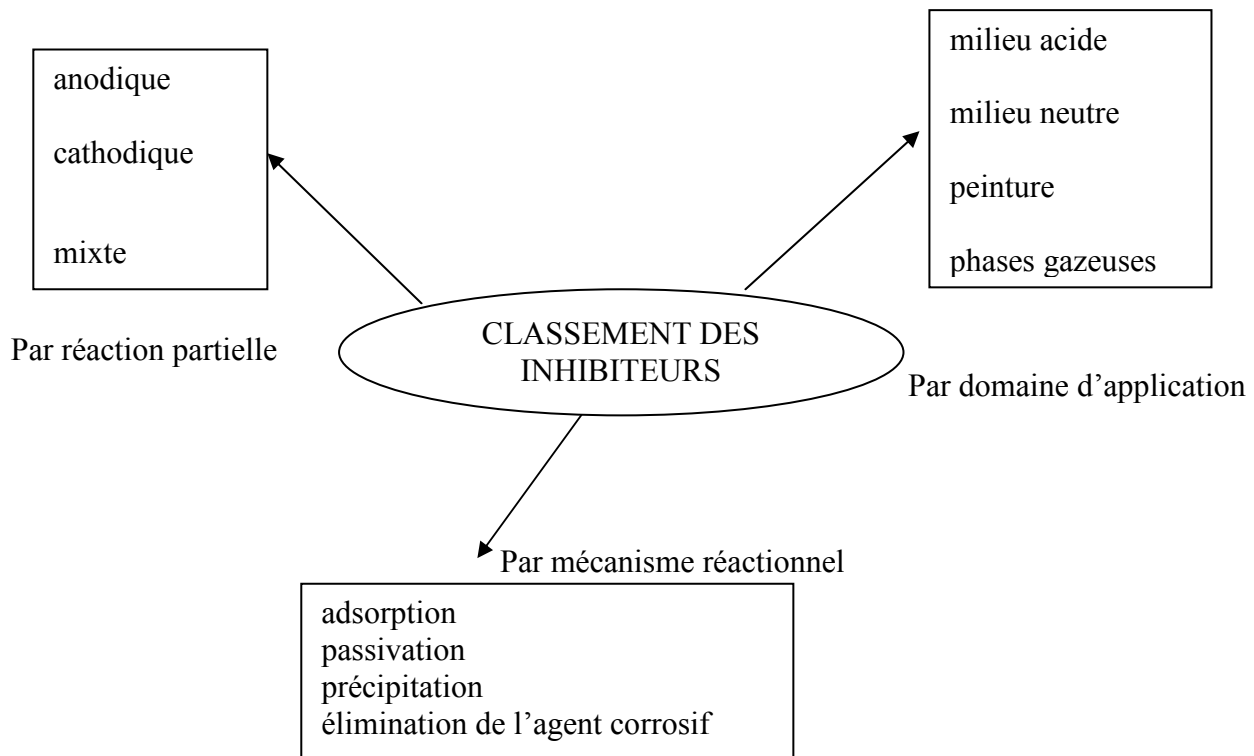 anodique
cathodique
mixte
Par réaction partielle
milieu acide
milieu neutre
peinture
phases gazeuses
Par domaine d’application
CLASSEMENT DES
INHIBITEURS
Par mécanisme réactionnel
adsorption
passivation
précipitation
élimination de l’agent corrosif